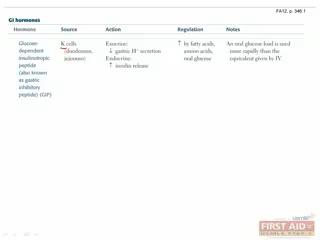 FA12, p. 346.1
GI hormones
Hormone Source Action Regulation Notes
Glucose-
dependent
insulinotropic
peptide
(also known
as gastric
inhibitory
peptide) (GIP)
K cells
(duodenum,
jejunum)
Exocrine:
↓ gastric H+ secretion
Endocrine:
↑ insulin release
↑ by fatty acids,
amino acids,
oral glucose
An oral glucose load is used
more rapidly than the
equivalent given by IV.
FIRST AID